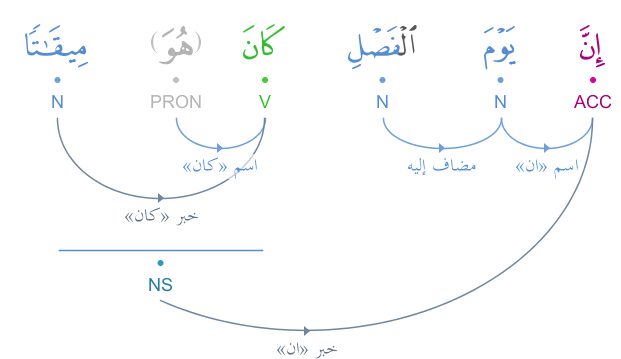 إِنَّ يَوْمَ ٱلْفَصْلِ كَانَ (هُوَ) مِيقَـٰتًا
ACC N N V PRON N
اسم «ان» مضاف إليه اسم «كان»
خبر «كان»
NS
خبر «ان»